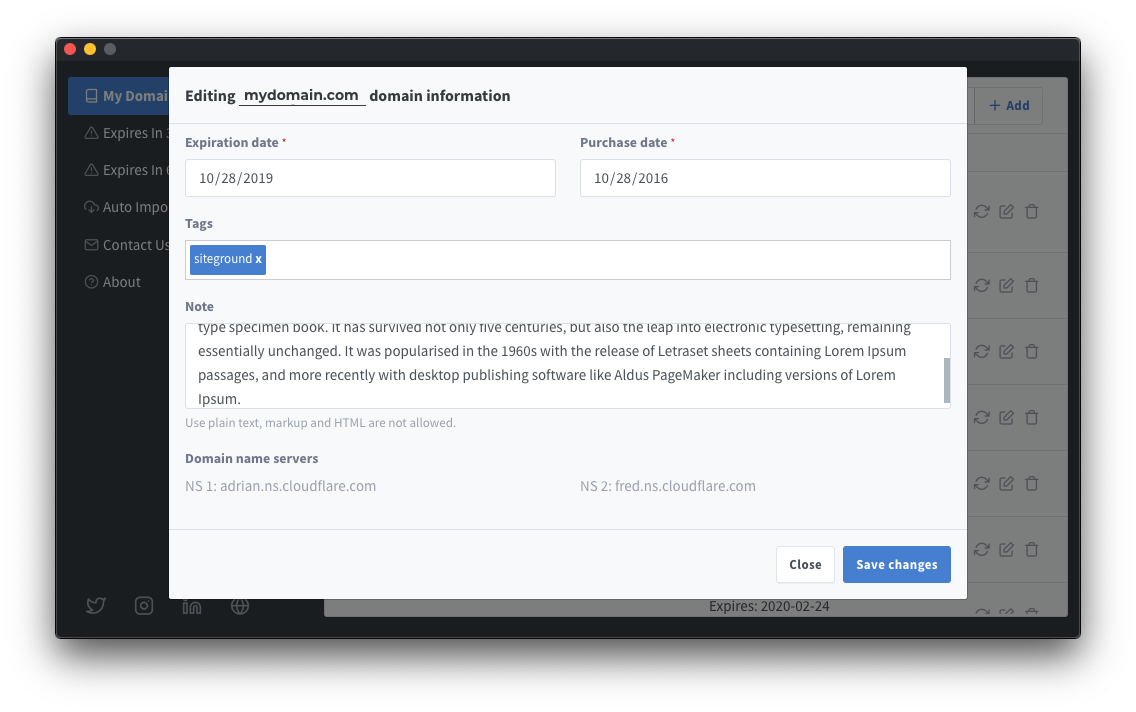 Editing mydomain.com domain information
My Domai
Expires In 3
Expires In 6
Auto Impo
Contact Us
About
+ Add
Expiration date *
Purchase date *
10/28/2019
10/28/2016
Tags
siteground x
Note
type specimen book. It has survived not only five centuries, but also the leap into electronic typesetting, remaining
essentially unchanged. It was popularised in the 1960s with the release of Letraset sheets containing Lorem Ipsum
passages, and more recently with desktop publishing software like Aldus PageMaker including versions of Lorem
Ipsum.
Use plain text, markup and HTML are not allowed.
Domain name servers
NS 1: adrian.ns.cloudflare.com
NS 2: fred.ns.cloudflare.com
Close
Save changes
Expires: 2020-02-24